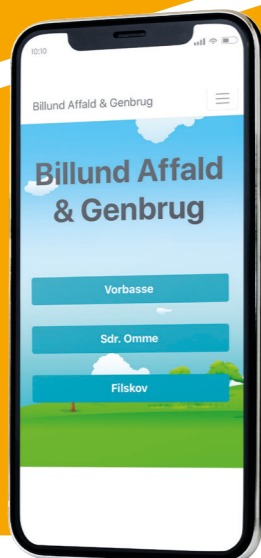 10:10
Billund Affald & Genbrug
Billund Affald
& Genbrug
Vorbasse
Sdr. Omme
Filskov